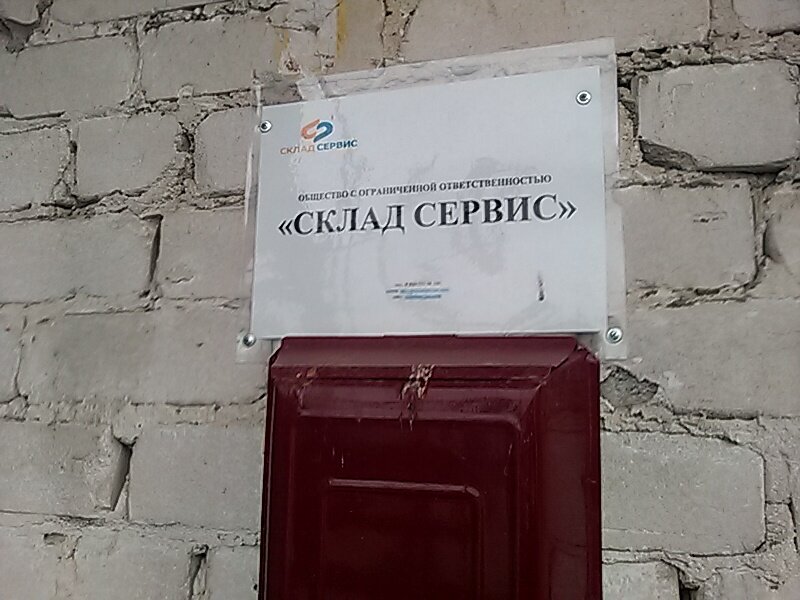 СКЛАД СЕРВИС
ОБЩЕСТВО С ОГРАНИЧЕННОЙ ОТВЕТСТВЕННОСТЬЮ
«СКЛАД СЕРВИС»